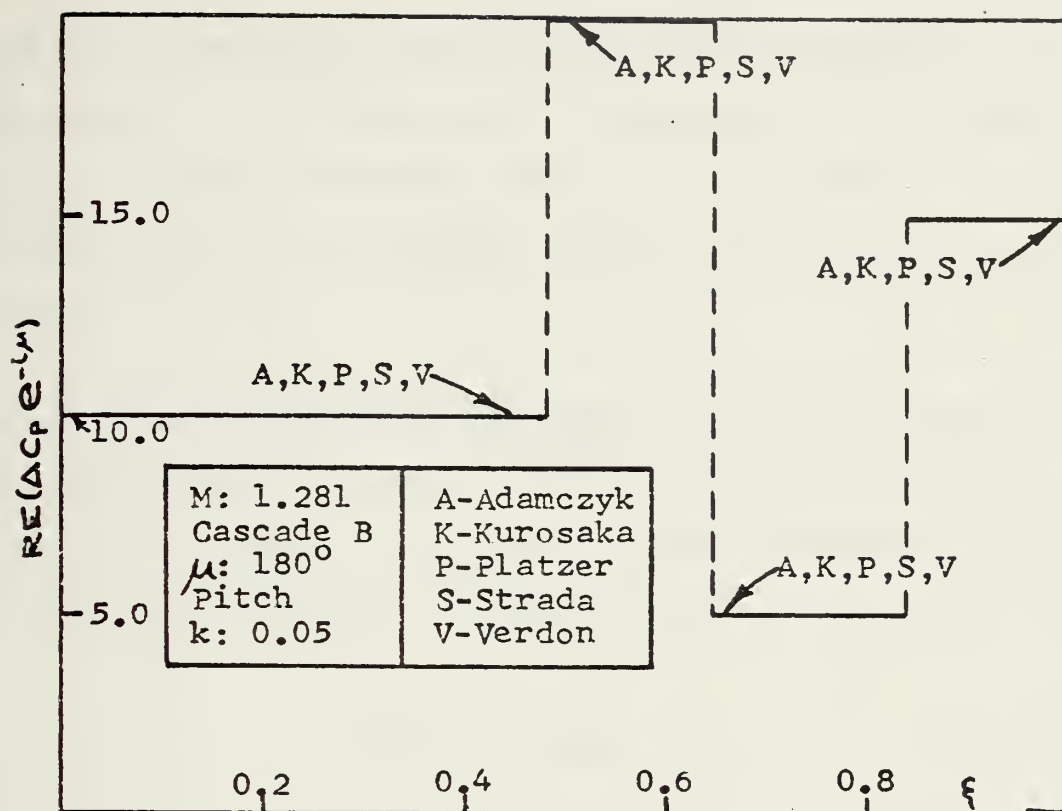 A,K,P,S,V
15.0
A,K,P,S,V
A,K,P,S,V
10.0
RE(ΔCp e^-iμ)
M: 1.281
Cascade B
μ: 180°
Pitch
k: 0.05
A-Adamczyk
K-Kurosaka
P-Platzer
S-Strada
V-Verdon
A,K,P,S,V
5.0
0.2
0.4
0.6
0.8
ξ